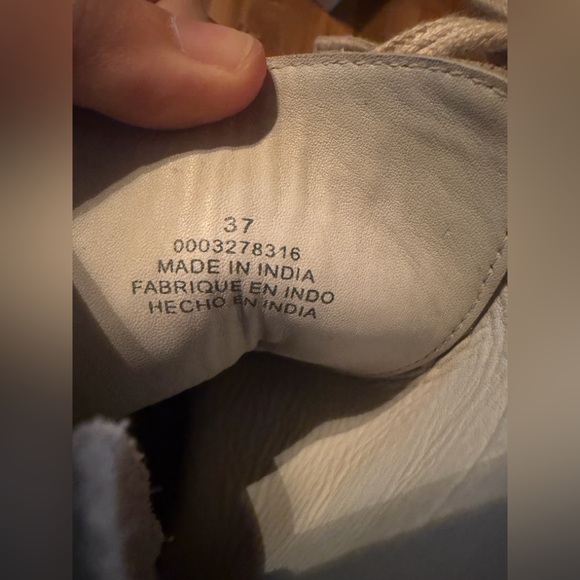 37
0003278316
MADE IN INDIA
FABRIQUE EN INDO
HECHO EN INDIA